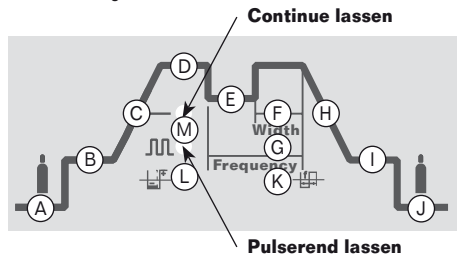 Continue lassen
D
E
C
F
H
M
Width
G
B
I
Frequency
L
K
A
J
Pulserend lassen